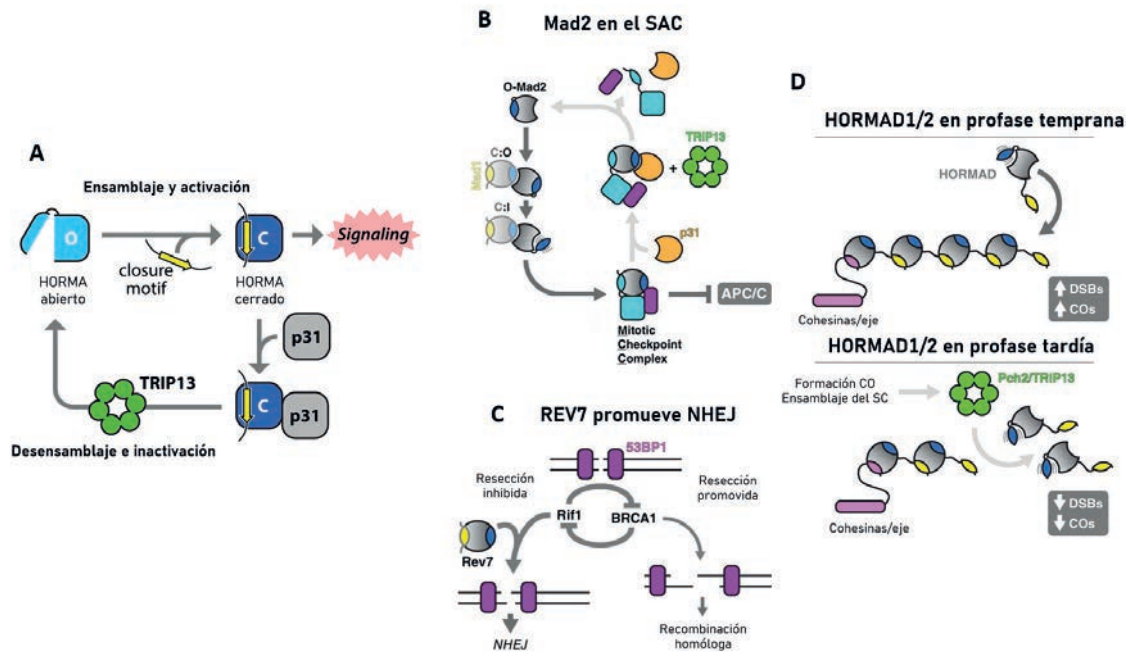 A
Ensamblaje y activación
O
closure
motif
C
Signaling
HORMA
abierto
HORMA
cerrado
p31
TRIP13
C
p31
Desensamblaje e inactivación
B
Mad2 en el SAC
O-Mad2
C:O
Mad1
C:I
TRIP13
+
p31
APC/C
Mitotic
Checkpoint
Complex
C
REV7 promueve NHEJ
53BP1
Resección
inhibida
Resección
promovida
Rif1
BRCA1
Rev7
NHEJ
Recombinación
homóloga
D
HORMAD1/2 en profase temprana
HORMAD
Cohesinas/eje
DSBs
COs
HORMAD1/2 en profase tardía
Formación CO
Ensamblaje del SC
Pch2/TRIP13
Cohesinas/eje
DSBs
COs